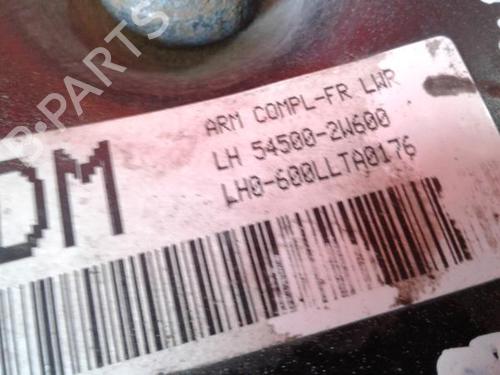 B-PARTS
ARM COMPL-FR LWR
LH 54500-2W600
LH0-600LLTA0176
DM